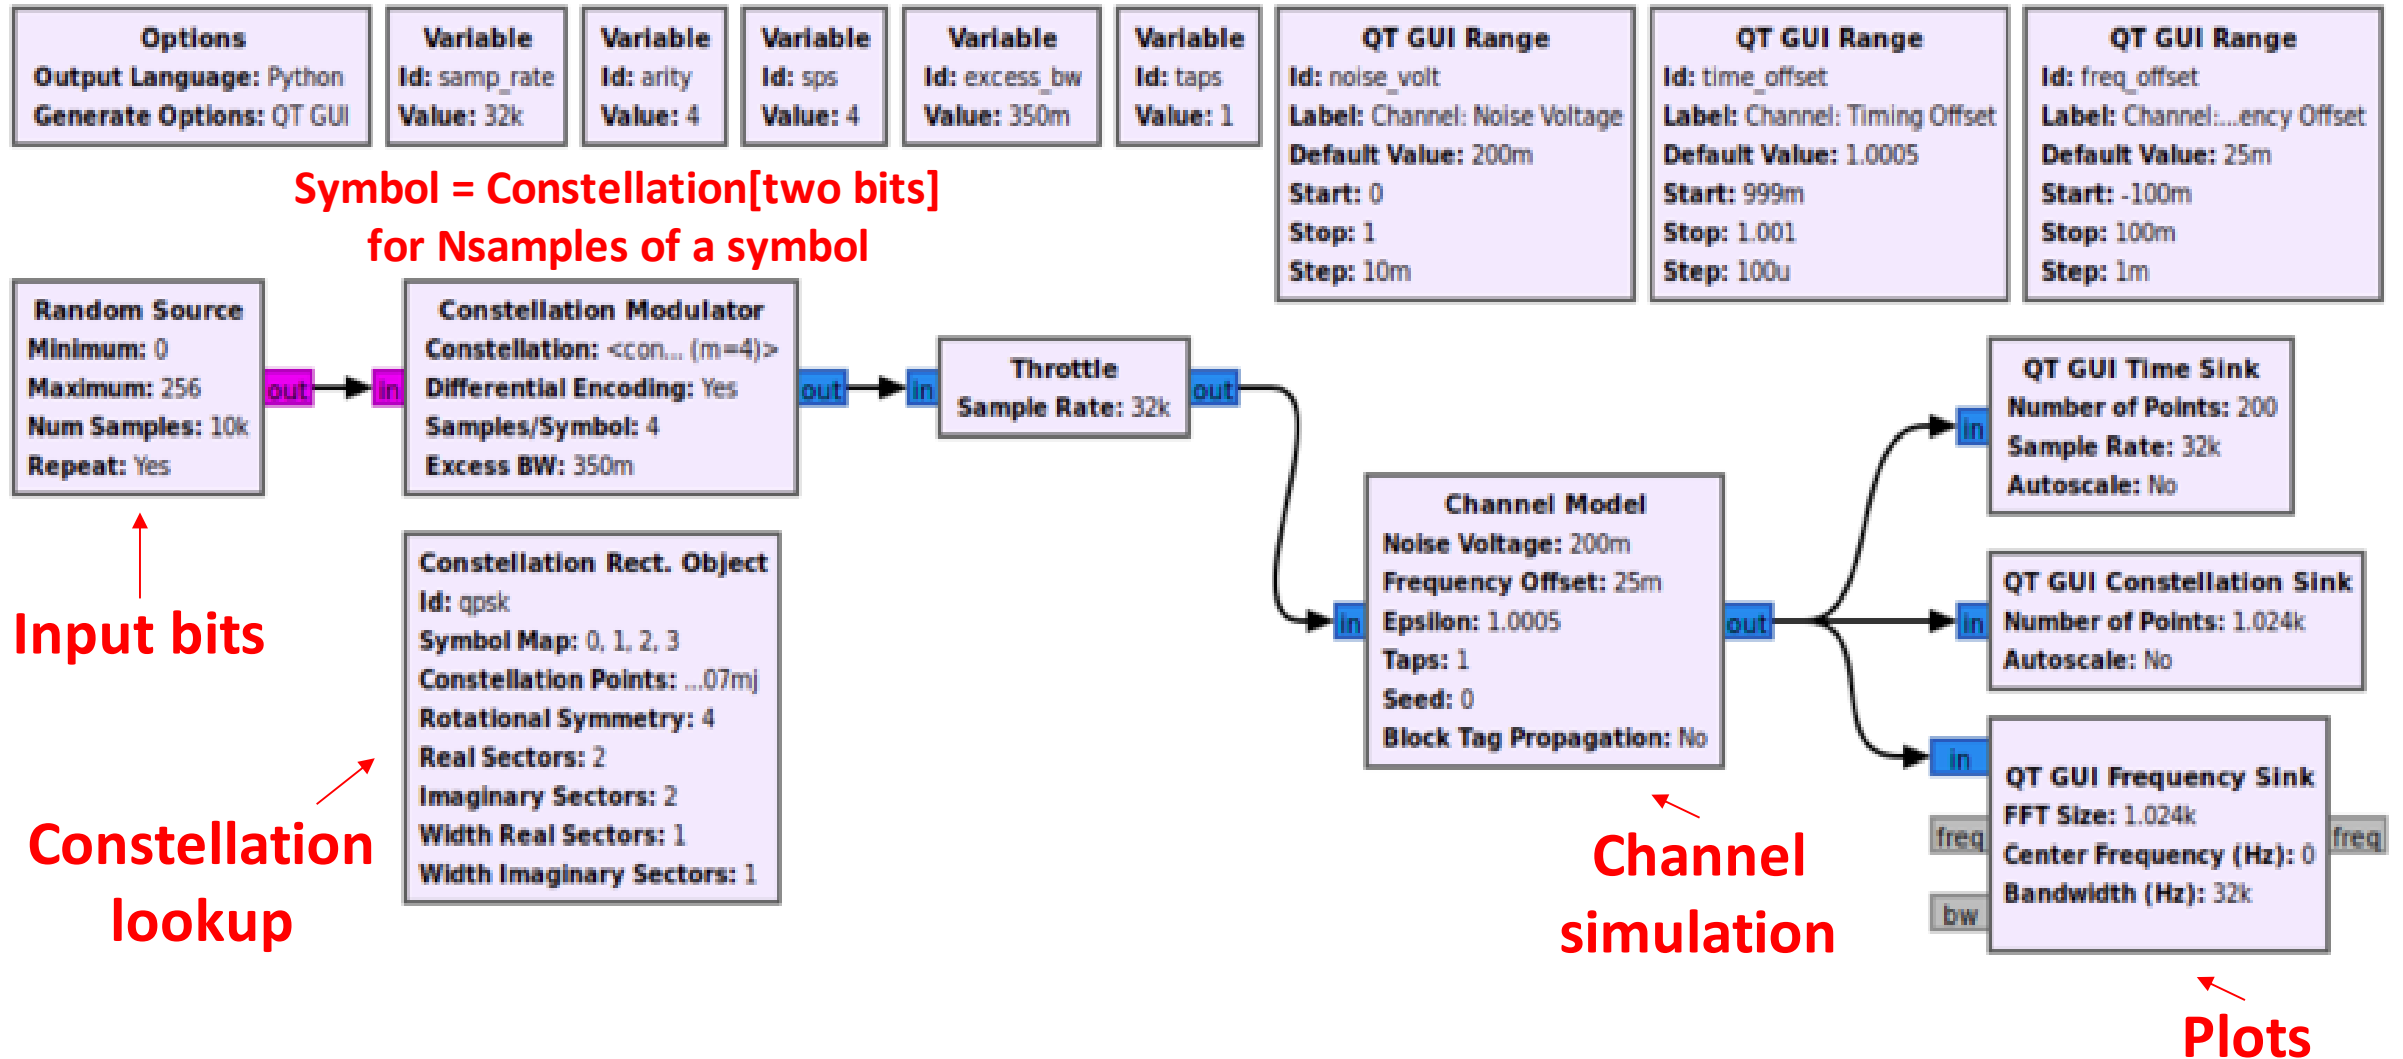 Options
Output Language: Python
Generate Options: QT GUI
Variable
Id: samp_rate
Value: 32k
Variable
Id: arity
Value: 4
Variable
Id: sps
Value: 4
Variable
Id: excess_bw
Value: 350m
Variable
Id: taps
Value: 1
QT GUI Range
Id: noise_volt
Label: Channel: Noise Voltage
Default Value: 200m
Start: 0
Stop: 1
Step: 10m
QT GUI Range
Id: time_offset
Label: Channel: Timing Offset
Default Value: 1.0005
Start: 999m
Stop: 1.001
Step: 100u
QT GUI Range
Id: freq_offset
Label: Channel:...ency Offset
Default Value: 25m
Start: -100m
Stop: 100m
Step: 1m
Symbol = Constellation[two bits]
for Nsamples of a symbol
Random Source
Minimum: 0
Maximum: 256
Num Samples: 10k
Repeat: Yes
out
Input bits
in
Constellation Modulator
Constellation: <con... (m=4)>
Differential Encoding: Yes
Samples/Symbol: 4
Excess BW: 350m
out
Constellation Rect. Object
Id: qpsk
Symbol Map: 0, 1, 2, 3
Constellation Points: ...07mj
Rotational Symmetry: 4
Real Sectors: 2
Imaginary Sectors: 2
Width Real Sectors: 1
Width Imaginary Sectors: 1
Constellation
lookup
in
Throttle
Sample Rate: 32k
out
in
Channel Model
Noise Voltage: 200m
Frequency Offset: 25m
Epsilon: 1.0005
Taps: 1
Seed: 0
Block Tag Propagation: No
out
Channel
simulation
in
QT GUI Time Sink
Number of Points: 200
Sample Rate: 32k
Autoscale: No
in
QT GUI Constellation Sink
Number of Points: 1.024k
Autoscale: No
in
freq
bw
QT GUI Frequency Sink
FFT Size: 1.024k
Center Frequency (Hz): 0
Bandwidth (Hz): 32k
freq
Plots